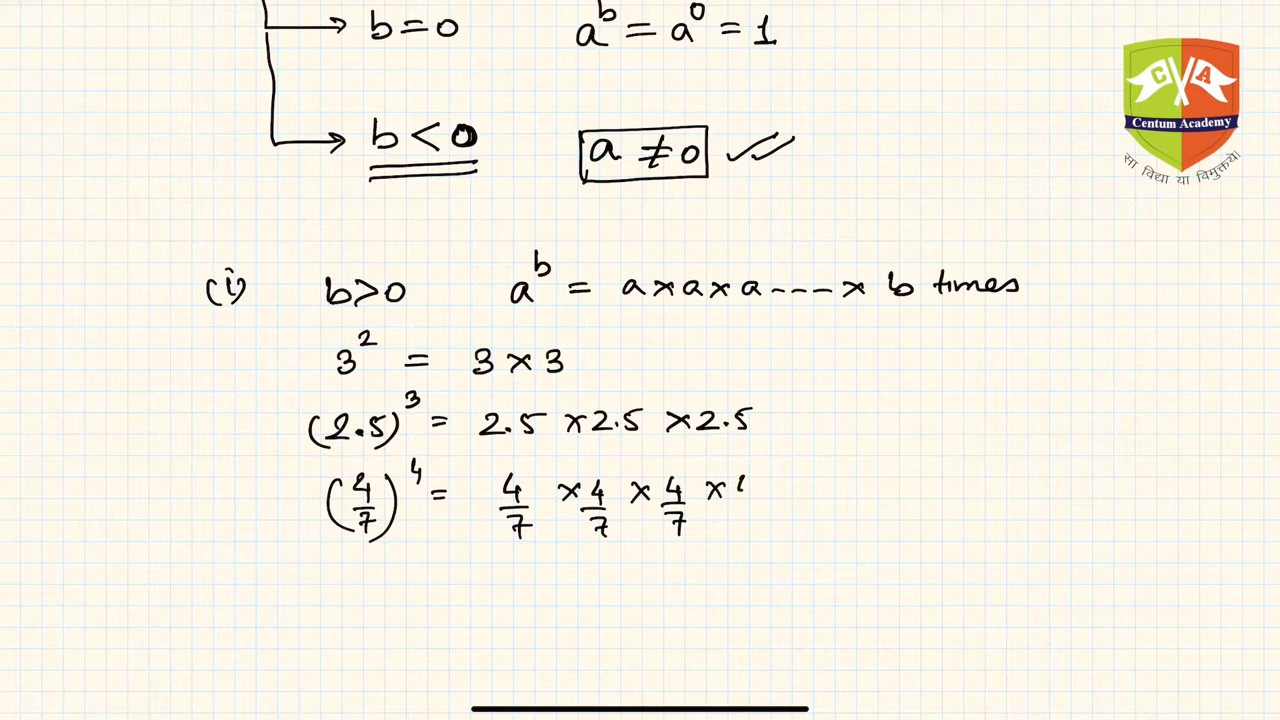 b = 0 a^b = a^0 = 1
b < 0 a ≠ 0
C A
Centum Academy
सा विद्या या विमुक्तये
(i) b>0 a^b = a×a×a----× b times
3^2 = 3 × 3
(2.5)^3 = 2.5 ×2.5 ×2.5
(4/7)^4 = 4/7 × 4/7 × 4/7 ×